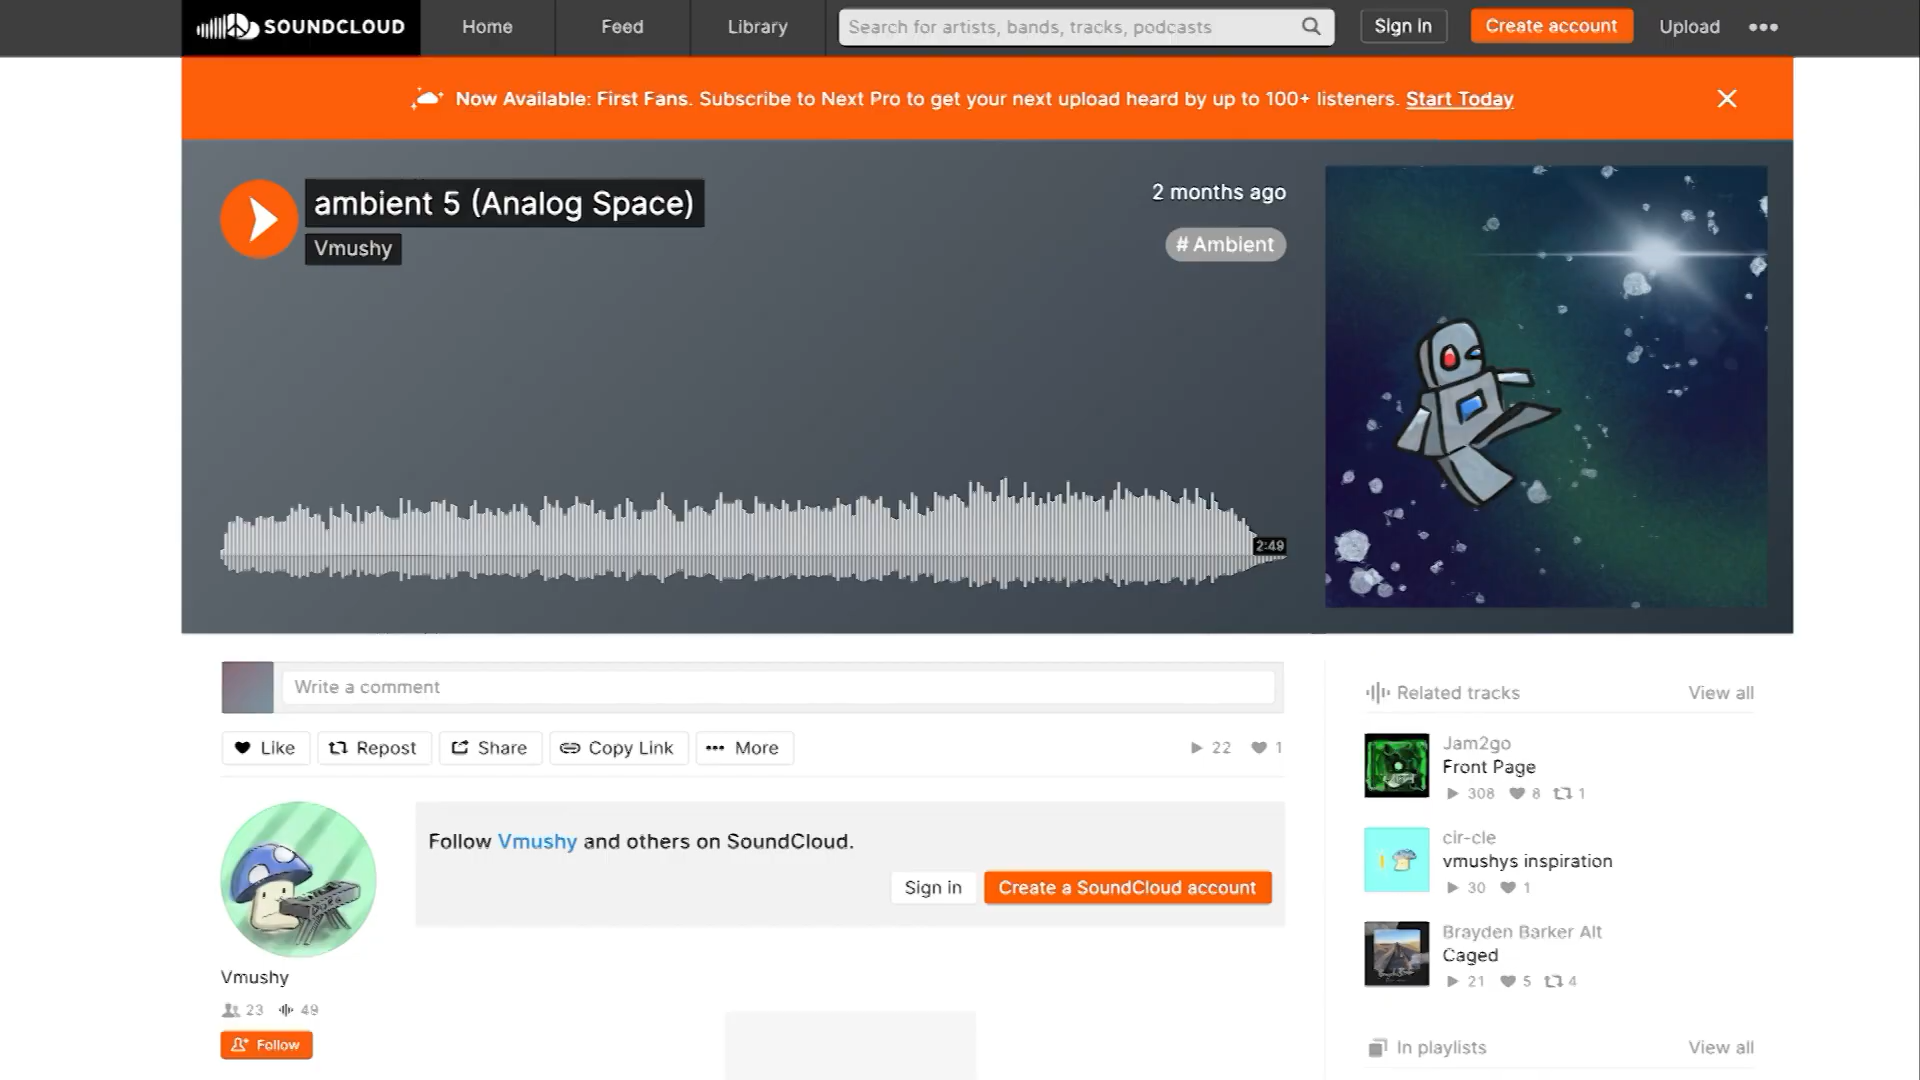 SOUNDCLOUD Home Feed Library Search for artists, bands, tracks, podcasts Sign in Create account Upload
Now Available: First Fans. Subscribe to Next Pro to get your next upload heard by up to 100+ listeners. Start Today
ambient 5 (Analog Space)
Vmushy
2 months ago
# Ambient
2:49
Write a comment
Like Repost Share Copy Link More
22 1
Follow Vmushy and others on SoundCloud.
Sign in Create a SoundCloud account
Vmushy
23 49
Follow
Related tracks View all
Jam2go
Front Page
308 8 1
cir-cle
vmushys inspiration
30 1
Brayden Barker Alt
Caged
21 5 4
In playlists View all